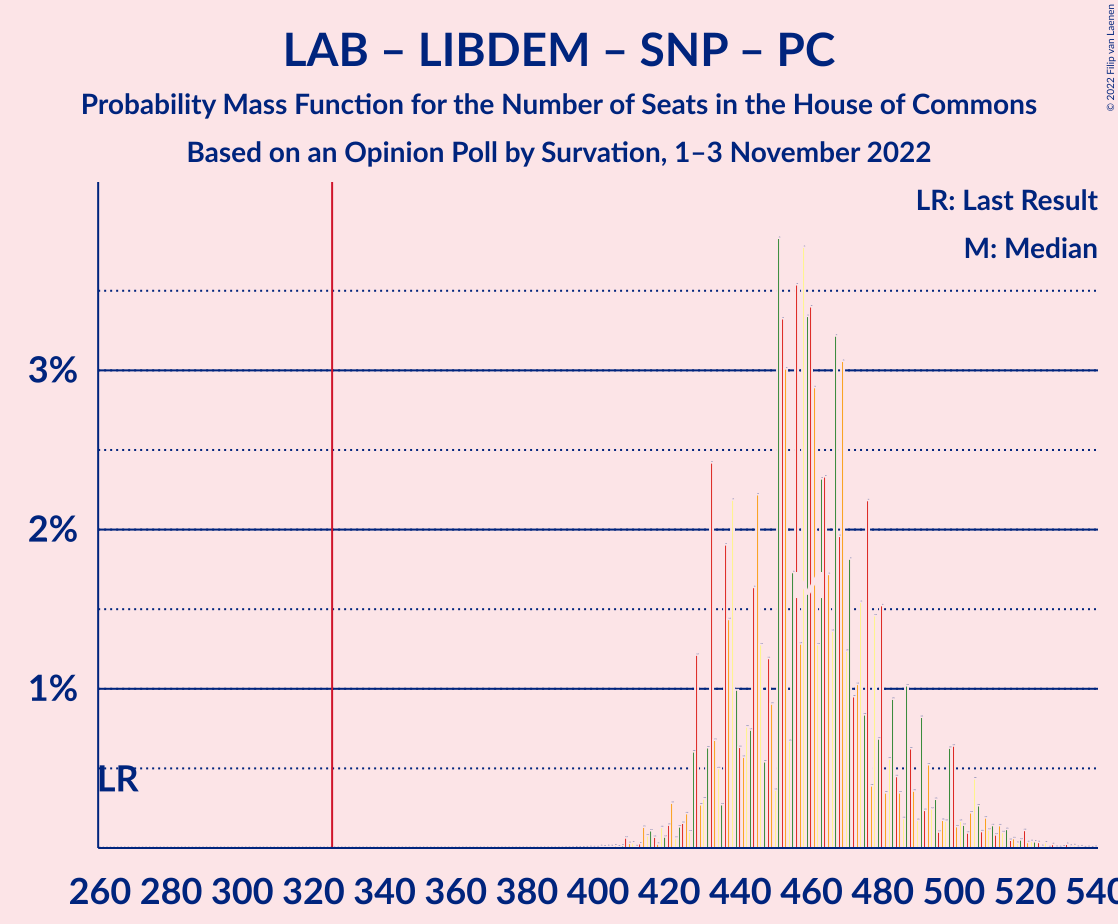 LAB – LIBDEM – SNP – PC
Probability Mass Function for the Number of Seats in the House of Commons
Based on an Opinion Poll by Survation, 1–3 November 2022
© 2022 Filip van Laenen
LR: Last Result
M: Median
3%
2%
1%
LR
260 280 300 320 340 360 380 400 420 440 460 480 500 520 540